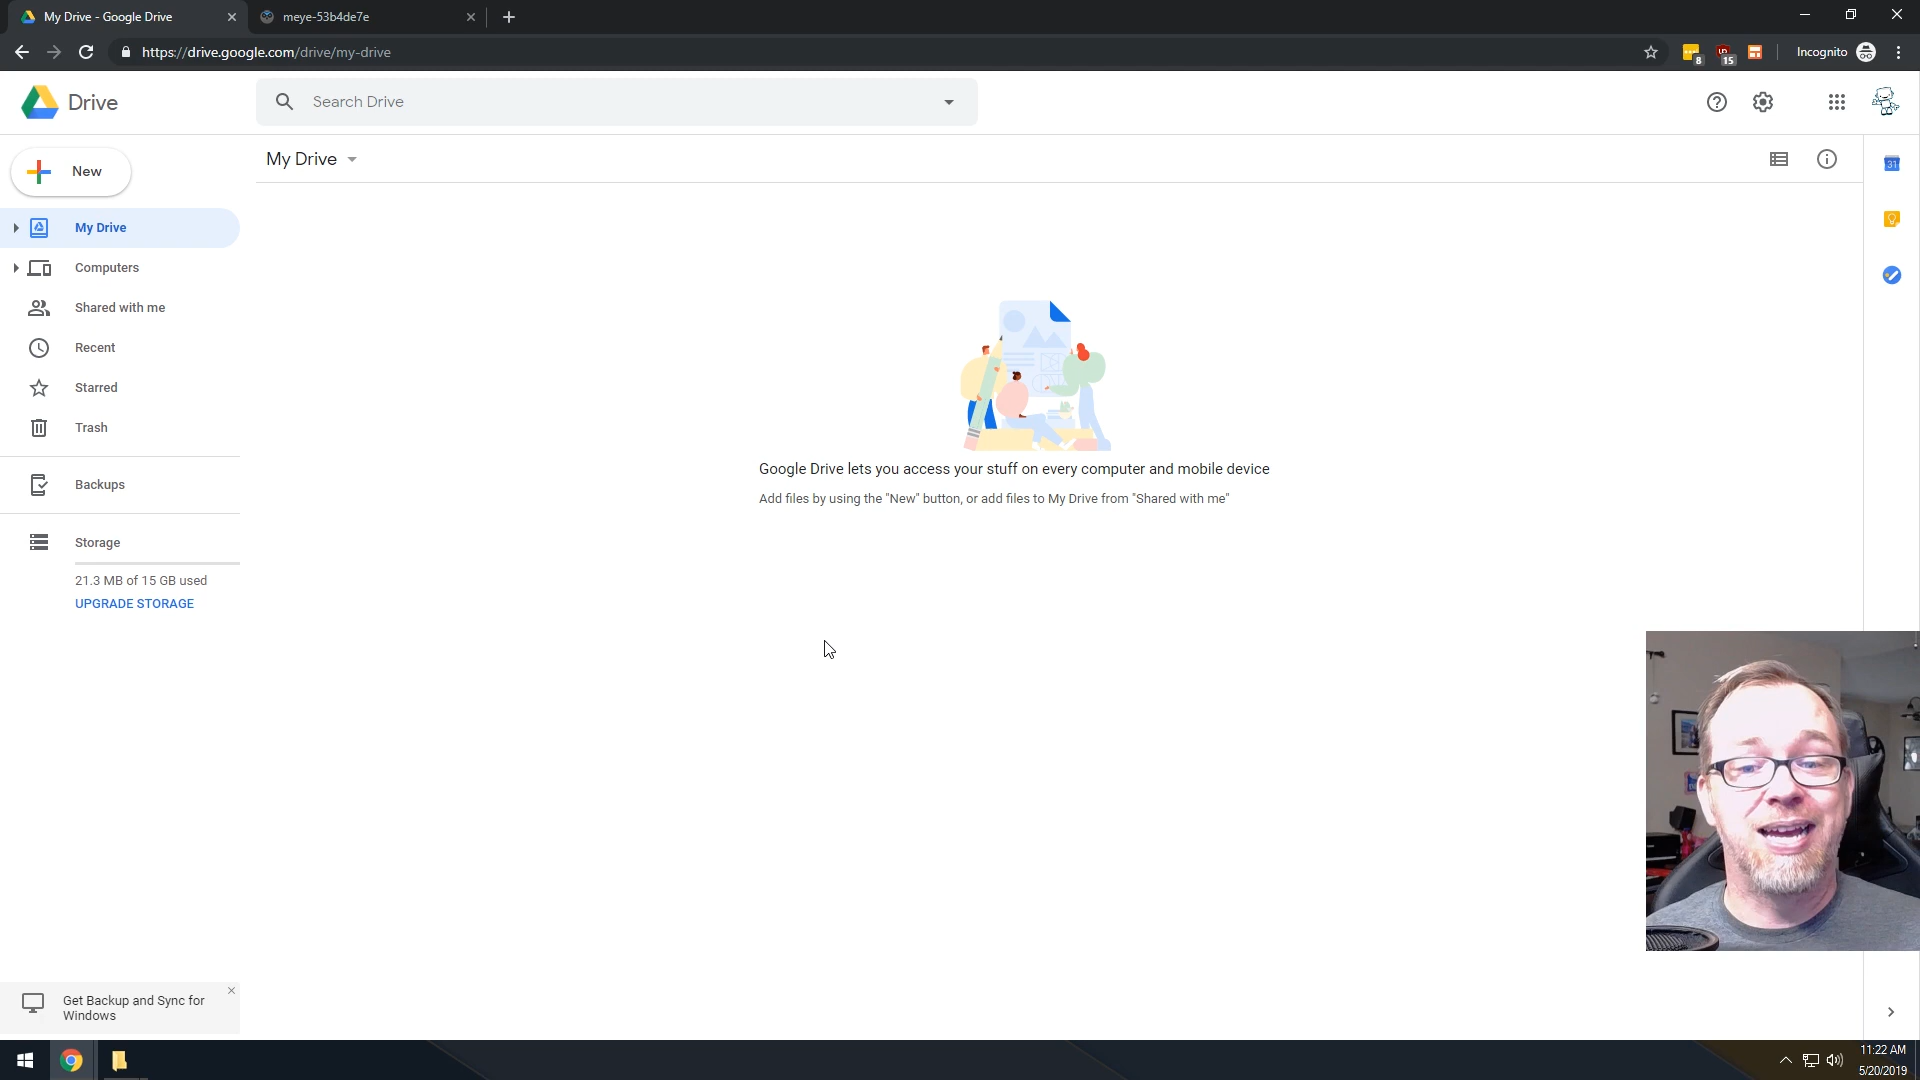 My Drive - Google Drive
meye-53b4de7e
https://drive.google.com/drive/my-drive
8
15
Incognito
Drive
Search Drive
New
My Drive
31
My Drive
Computers
Shared with me
Recent
Starred
Trash
Backups
Storage
21.3 MB of 15 GB used
UPGRADE STORAGE
Google Drive lets you access your stuff on every computer and mobile device
Add files by using the "New" button, or add files to My Drive from "Shared with me"
Get Backup and Sync for
Windows
11:22 AM
5/20/2019